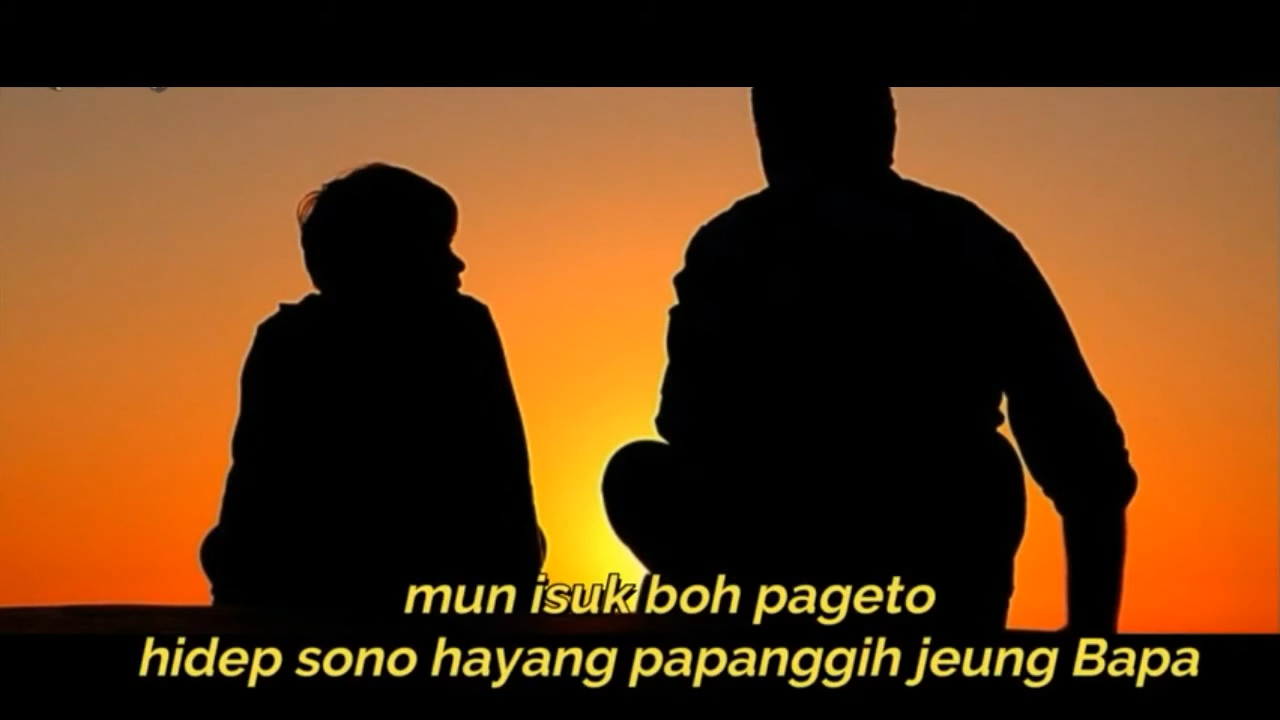 mun isuk boh pageto
hidep sono hayang papanggih jeung Bapa